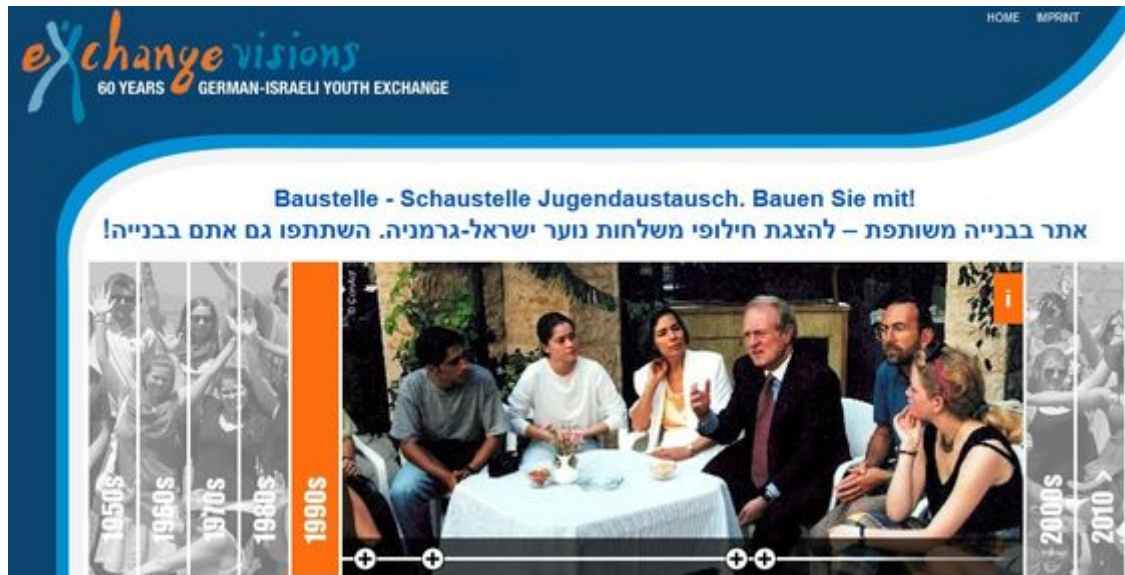 HOME IMPRINT
eXchange visions
60 YEARS GERMAN-ISRAELI YOUTH EXCHANGE
Baustelle - Schaustelle Jugendaustausch. Bauen Sie mit!
אתר בבנייה משותפת – להצגת חילופי משלחות נוער ישראל-גרמניה. השתתפו גם אתם בבנייה!
© ConAct
i
1950s
1960s
1970s
1980s
1990s
2000s
2010 >